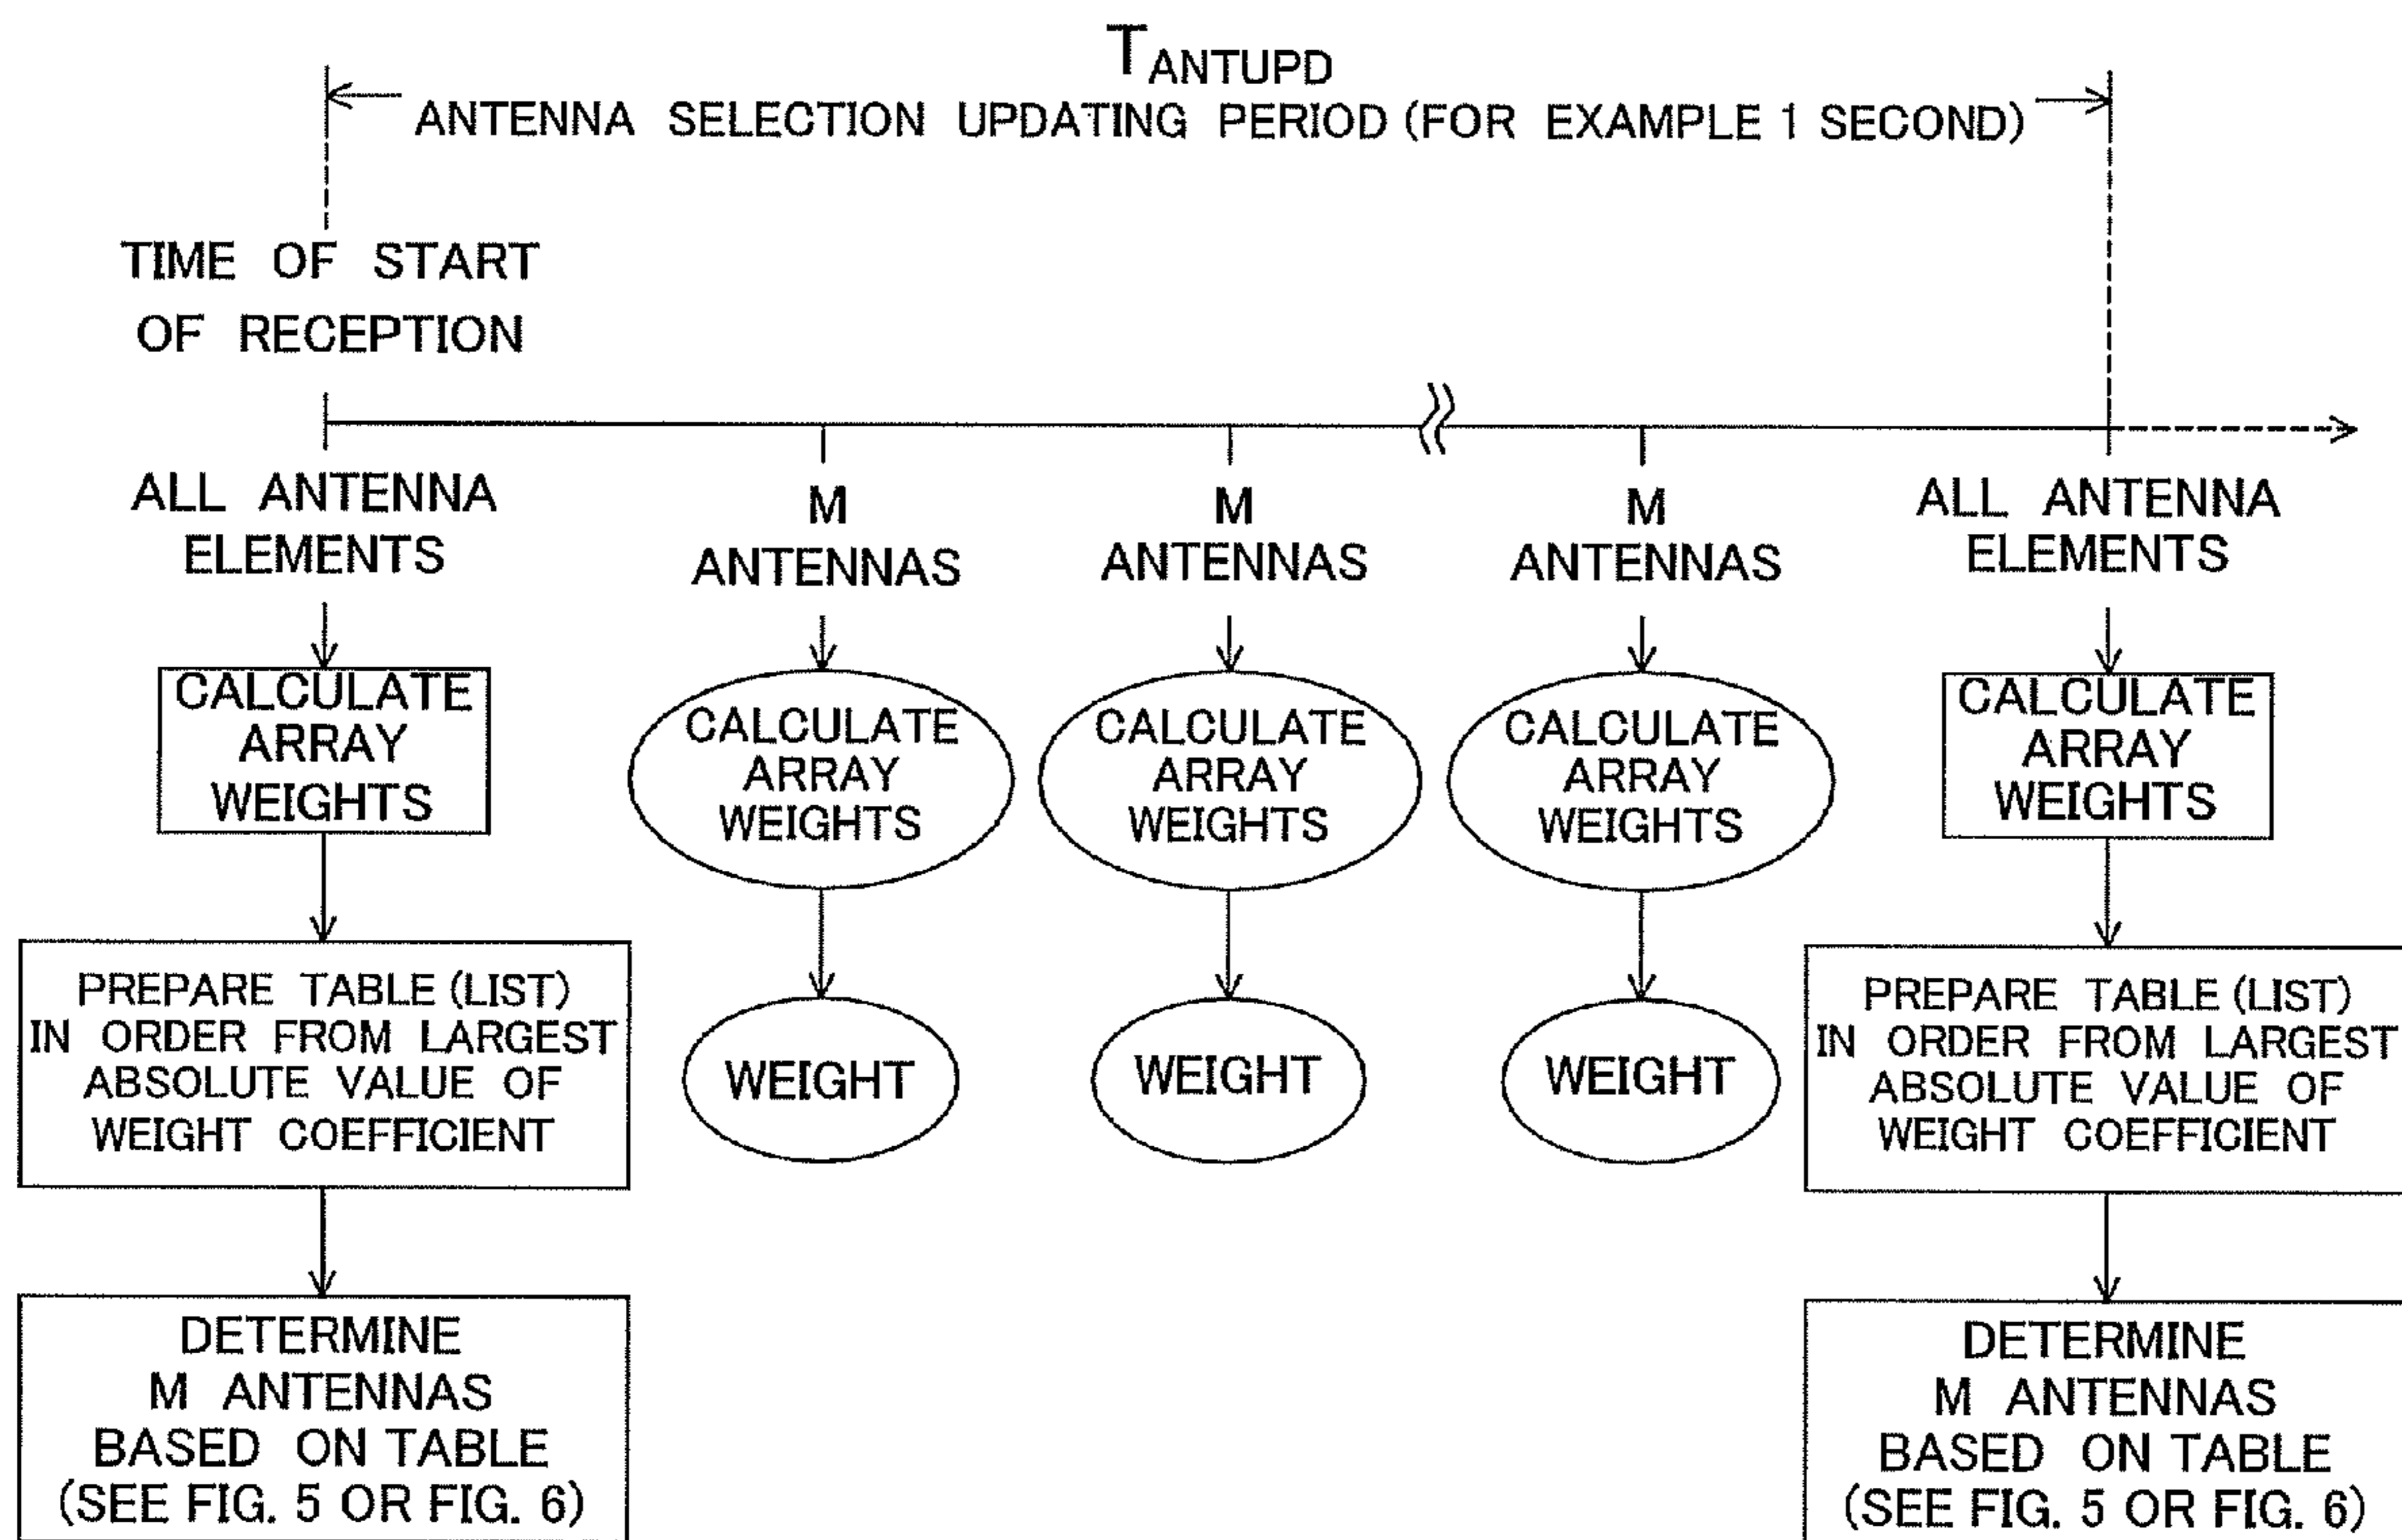 TANTUPD
ANTENNA SELECTION UPDATING PERIOD (FOR EXAMPLE 1 SECOND)
TIME OF START
OF RECEPTION
ALL ANTENNA
ELEMENTS
CALCULATE
ARRAY
WEIGHTS
PREPARE TABLE (LIST)
IN ORDER FROM LARGEST
ABSOLUTE VALUE OF
WEIGHT COEFFICIENT
DETERMINE
M ANTENNAS
BASED ON TABLE
(SEE FIG. 5 OR FIG. 6)
M
ANTENNAS
CALCULATE
ARRAY
WEIGHTS
WEIGHT
M
ANTENNAS
CALCULATE
ARRAY
WEIGHTS
WEIGHT
M
ANTENNAS
CALCULATE
ARRAY
WEIGHTS
WEIGHT
ALL ANTENNA
ELEMENTS
CALCULATE
ARRAY
WEIGHTS
PREPARE TABLE (LIST)
IN ORDER FROM LARGEST
ABSOLUTE VALUE OF
WEIGHT COEFFICIENT
DETERMINE
M ANTENNAS
BASED ON TABLE
(SEE FIG. 5 OR FIG. 6)